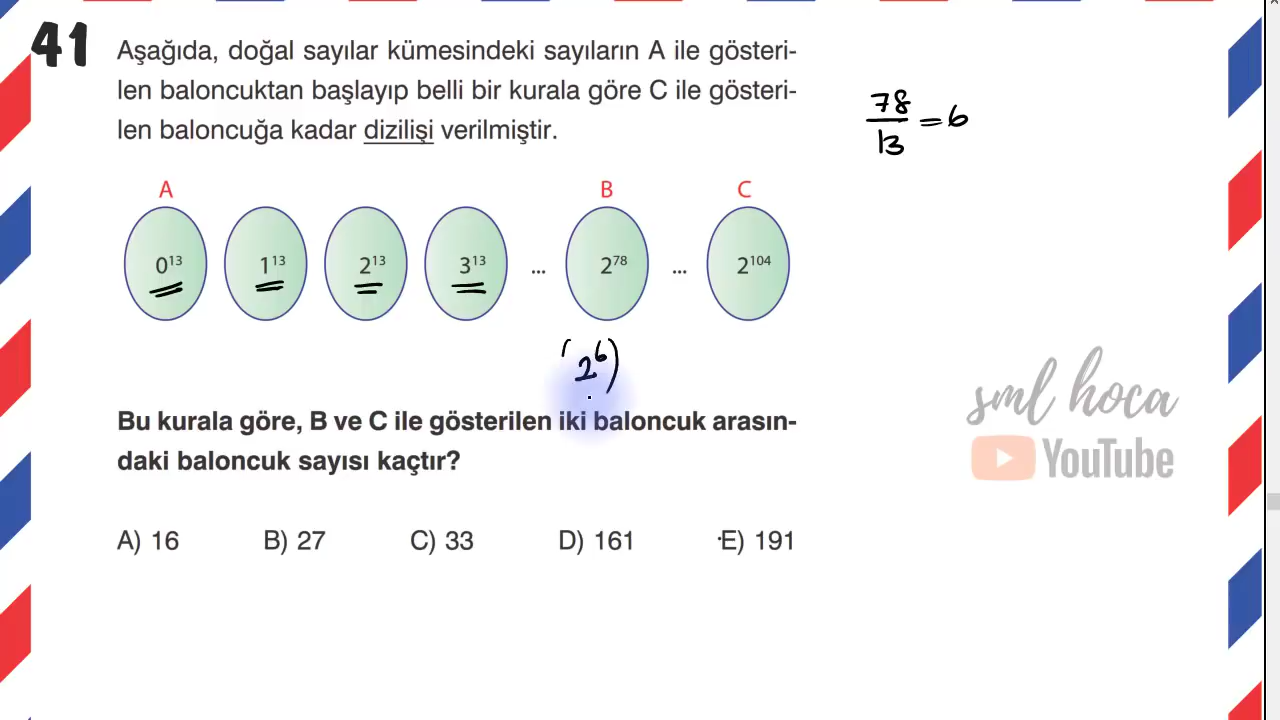 41
Aşağıda, doğal sayılar kümesindeki sayıların A ile gösteri-
len baloncuktan başlayıp belli bir kurala göre C ile gösteri-
len baloncuğa kadar dizilişi verilmiştir.
78/13 = 6
A B C
0¹³ 1¹³ 2¹³ 3¹³ ... 2⁷⁸ ... 2¹⁰⁴
(2⁶)
Bu kurala göre, B ve C ile gösterilen iki baloncuk arasın-
daki baloncuk sayısı kaçtır?
A) 16 B) 27 C) 33 D) 161 E) 191
sml hoca
YouTube